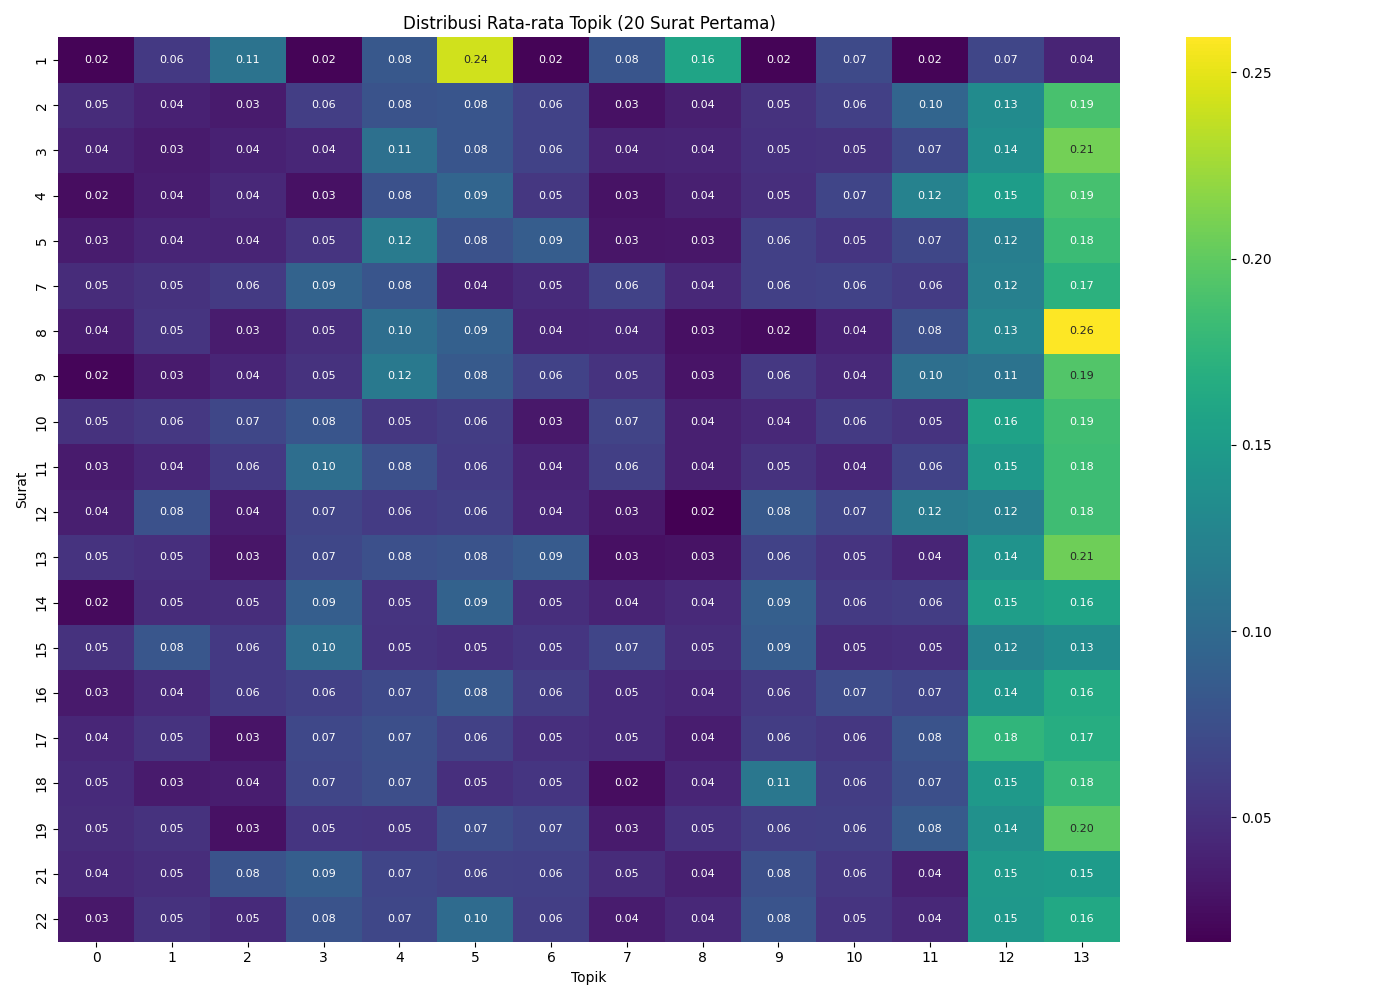 Distribusi Rata-rata Topik (20 Surat Pertama)
1 0.02 0.06 0.11 0.02 0.08 0.24 0.02 0.08 0.16 0.02 0.07 0.02 0.07 0.04
2 0.05 0.04 0.03 0.06 0.08 0.08 0.06 0.03 0.04 0.05 0.06 0.10 0.13 0.19
3 0.04 0.03 0.04 0.04 0.11 0.08 0.06 0.04 0.04 0.05 0.05 0.07 0.14 0.21
4 0.02 0.04 0.04 0.03 0.08 0.09 0.05 0.03 0.04 0.05 0.07 0.12 0.15 0.19
5 0.03 0.04 0.04 0.05 0.12 0.08 0.09 0.03 0.03 0.06 0.05 0.07 0.12 0.18
7 0.05 0.05 0.06 0.09 0.08 0.04 0.05 0.06 0.04 0.06 0.06 0.06 0.12 0.17
8 0.04 0.05 0.03 0.05 0.10 0.09 0.04 0.04 0.03 0.02 0.04 0.08 0.13 0.26
9 0.02 0.03 0.04 0.05 0.12 0.08 0.06 0.05 0.03 0.06 0.04 0.10 0.11 0.19
10 0.05 0.06 0.07 0.08 0.05 0.06 0.03 0.07 0.04 0.04 0.06 0.05 0.16 0.19
11 0.03 0.04 0.06 0.10 0.08 0.06 0.04 0.06 0.04 0.05 0.04 0.06 0.15 0.18
12 0.04 0.08 0.04 0.07 0.06 0.06 0.04 0.03 0.02 0.08 0.07 0.12 0.12 0.18
13 0.05 0.05 0.03 0.07 0.08 0.08 0.09 0.03 0.03 0.06 0.05 0.04 0.14 0.21
14 0.02 0.05 0.05 0.09 0.05 0.09 0.05 0.04 0.04 0.09 0.06 0.06 0.15 0.16
15 0.05 0.08 0.06 0.10 0.05 0.05 0.05 0.07 0.05 0.09 0.05 0.05 0.12 0.13
16 0.03 0.04 0.06 0.06 0.07 0.08 0.06 0.05 0.04 0.06 0.07 0.07 0.14 0.16
17 0.04 0.05 0.03 0.07 0.07 0.06 0.05 0.05 0.04 0.06 0.06 0.08 0.18 0.17
18 0.05 0.03 0.04 0.07 0.07 0.05 0.05 0.02 0.04 0.11 0.06 0.07 0.15 0.18
19 0.05 0.05 0.03 0.05 0.05 0.07 0.07 0.03 0.05 0.06 0.06 0.08 0.14 0.20
21 0.04 0.05 0.08 0.09 0.07 0.06 0.06 0.05 0.04 0.08 0.06 0.04 0.15 0.15
22 0.03 0.05 0.05 0.08 0.07 0.10 0.06 0.04 0.04 0.08 0.05 0.04 0.15 0.16
0 1 2 3 4 5 6 7 8 9 10 11 12 13
Topik
Surat
0.25
0.20
0.15
0.10
0.05